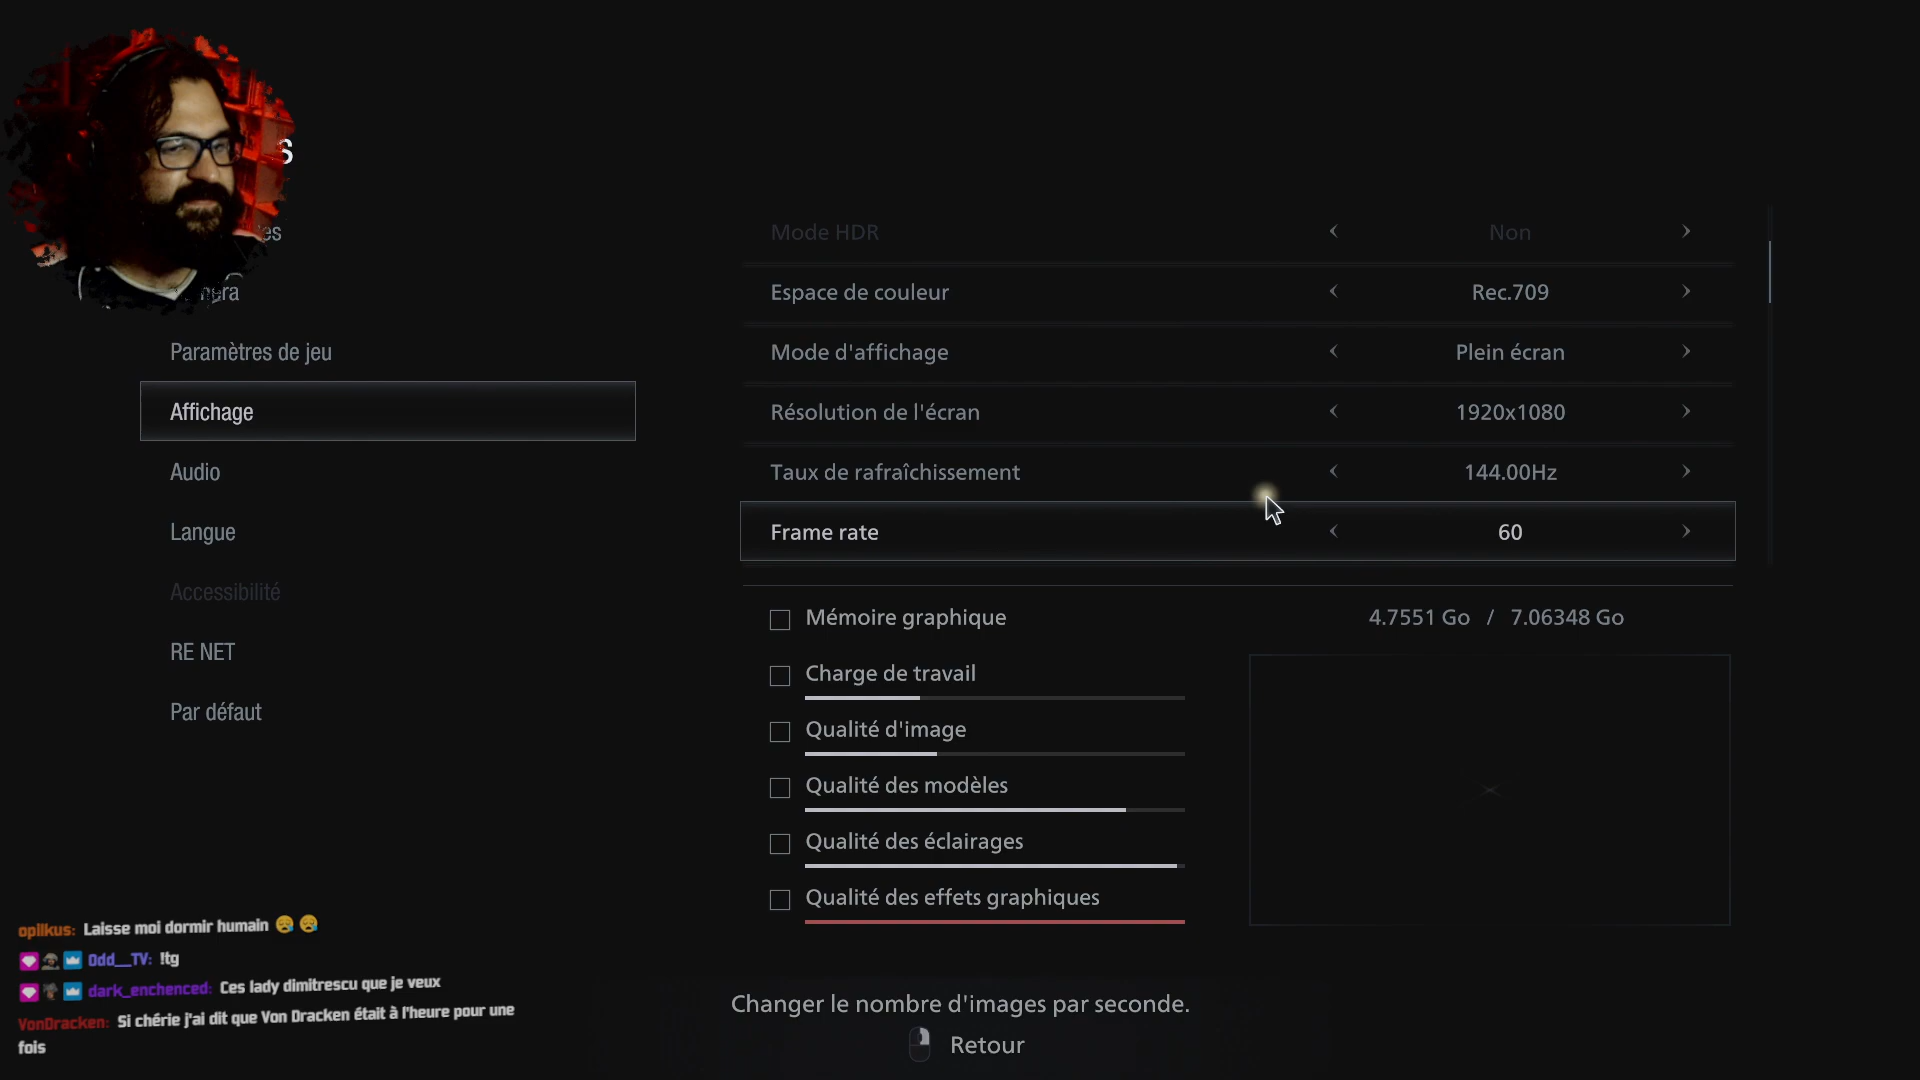 s
es
éra
Paramètres de jeu
Affichage
Audio
Langue
Accessibilité
RE NET
Par défaut
Mode HDR Non
Espace de couleur Rec.709
Mode d'affichage Plein écran
Résolution de l'écran 1920x1080
Taux de rafraîchissement 144.00Hz
Frame rate 60
Mémoire graphique 4.7551 Go / 7.06348 Go
Charge de travail
Qualité d'image
Qualité des modèles
Qualité des éclairages
Qualité des effets graphiques
opilkus: Laisse moi dormir humain 😪 😪
Odd__TV: !tg
dark_enchenced: Ces lady dimitrescu que je veux
VonDracken: Si chérie j'ai dit que Von Dracken était à l'heure pour une
fois
Changer le nombre d'images par seconde.
Retour